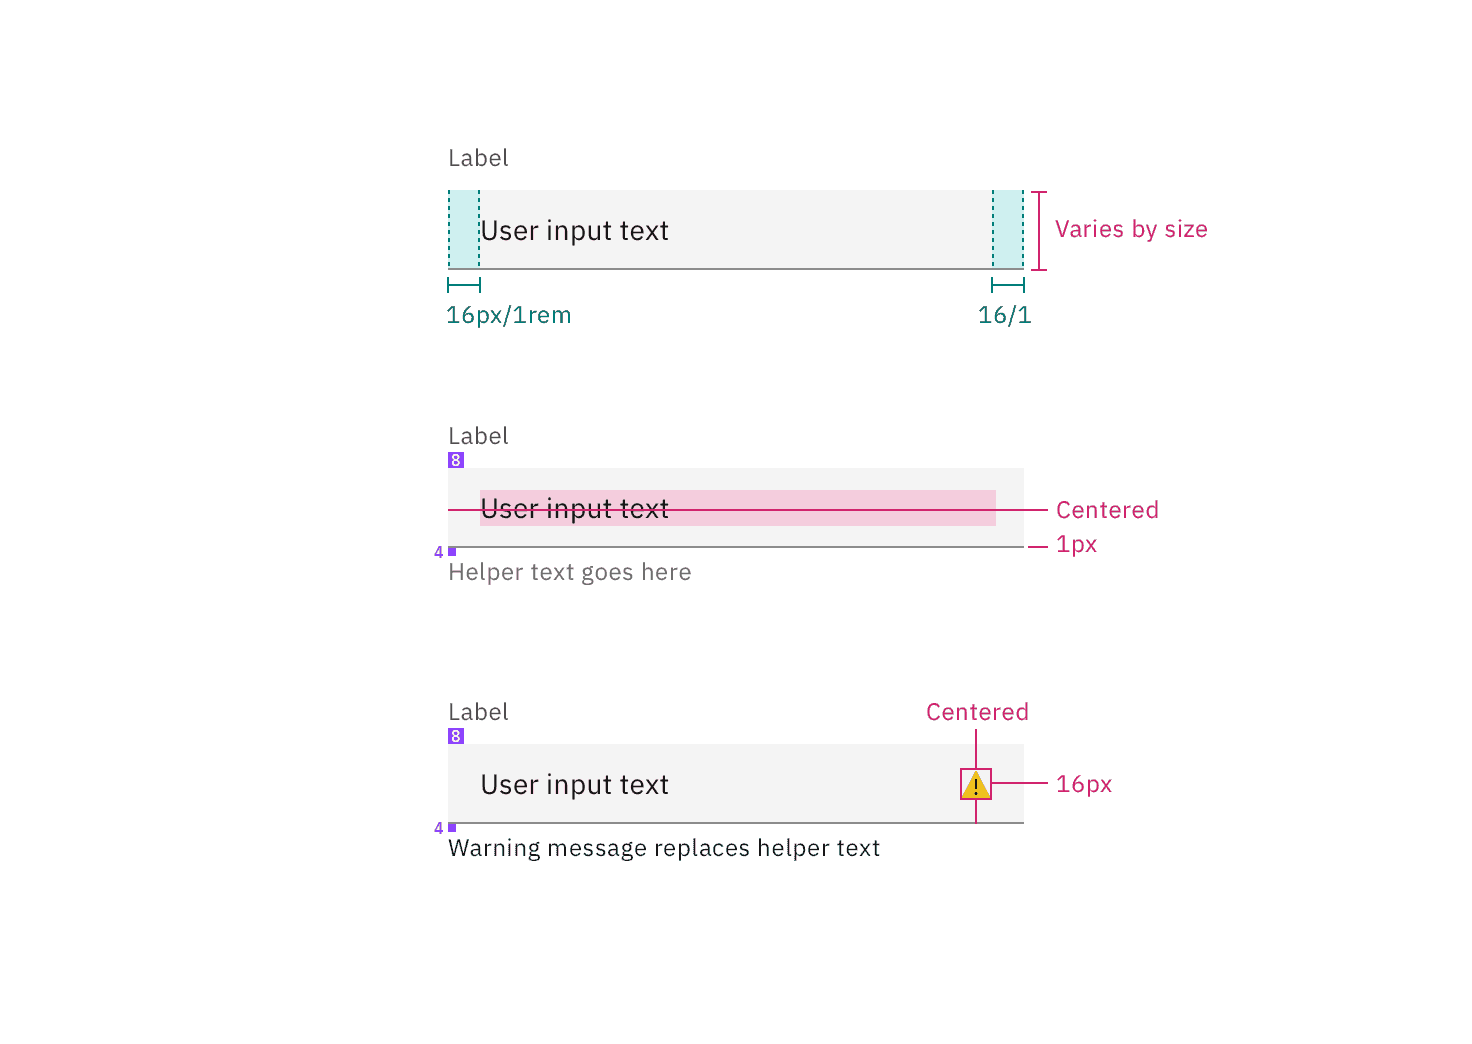 Label
User input text
Varies by size
16px/1rem
16/1
Label
8
User input text
Centered
1px
4
Helper text goes here
Label
Centered
8
User input text
16px
4
Warning message replaces helper text